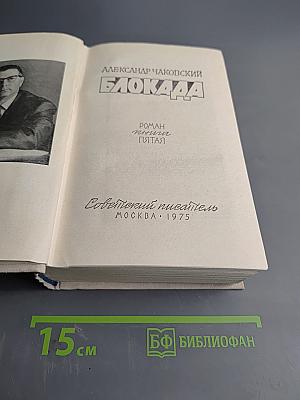 АЛЕКСАНДР ЧАКОВСКИЙ
БЛОКАДА
РОМАН
книга
ПЯТАЯ
Советский писатель
МОСКВА · 1975
15 см
БФ БИБЛИОФАН